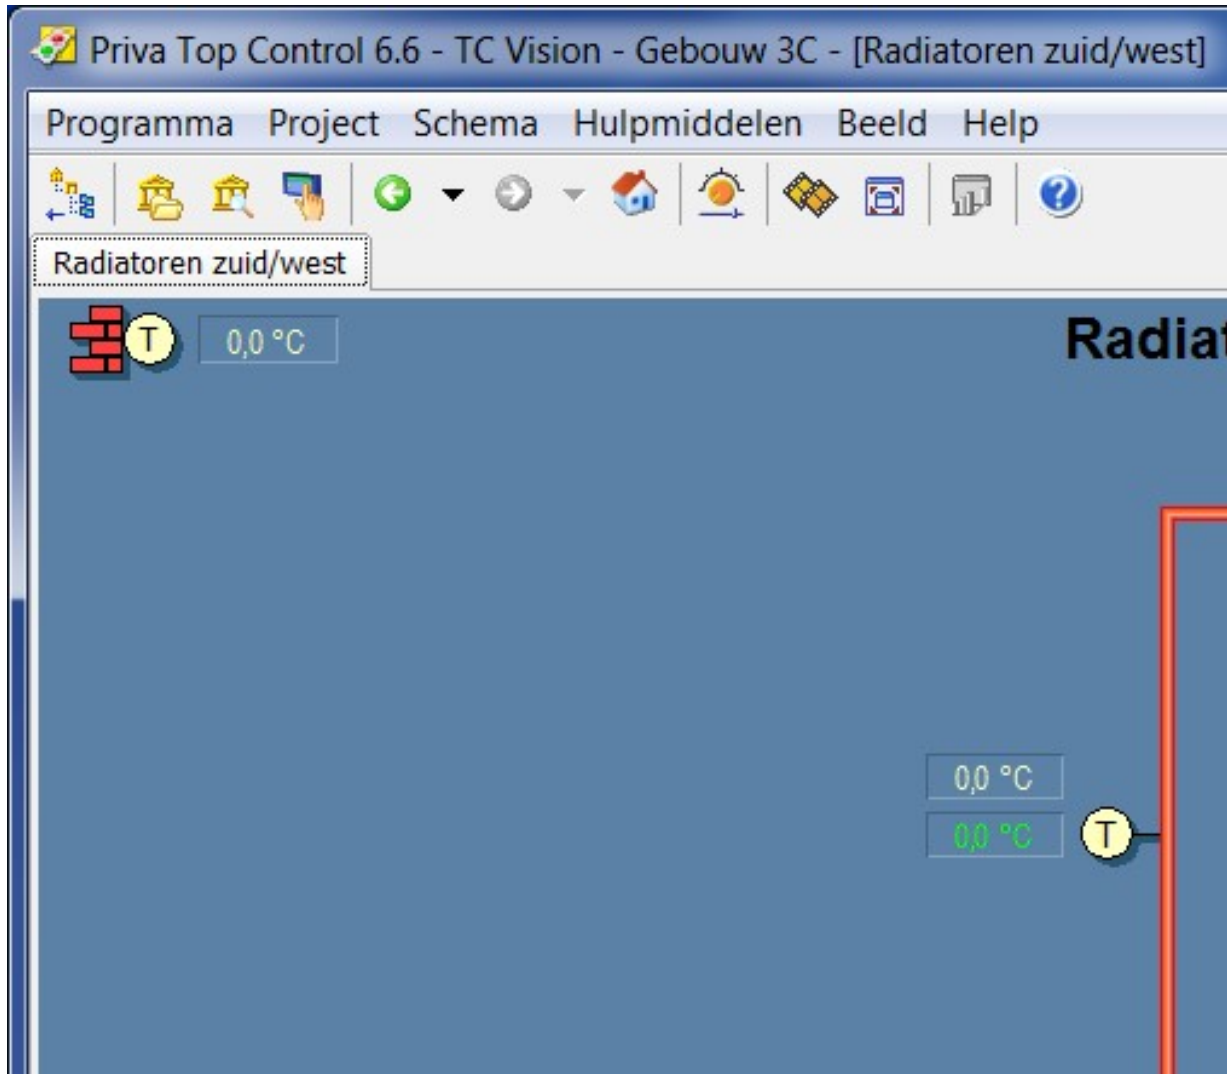 Priva Top Control 6.6 - TC Vision - Gebouw 3C - [Radiatoren zuid/west]
Programma Project Schema Hulpmiddelen Beeld Help
?
Radiatoren zuid/west
T 0,0 °C
Radiat
0,0 °C
0,0 °C T